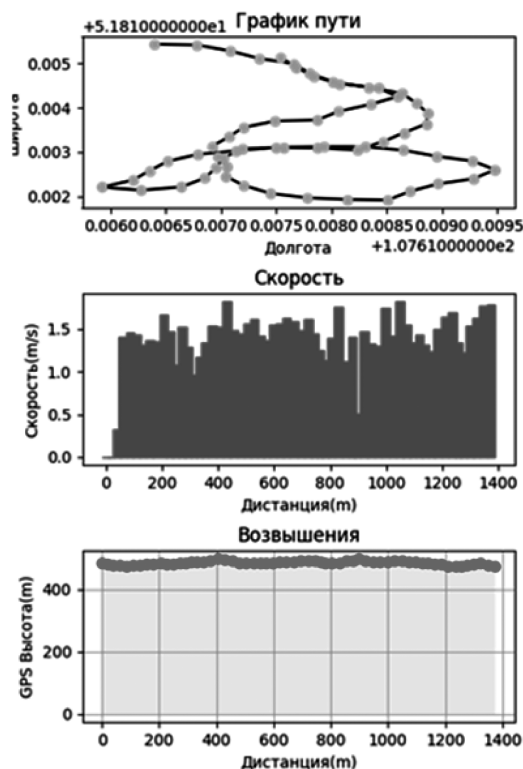 График пути
+5.1810000000e1
0.005
0.004
0.003
0.002
Широта
0.0060 0.0065 0.0070 0.0075 0.0080 0.0085 0.0090 0.0095
Долгота
+1.0761000000e2
Скорость
1.5
1.0
0.5
0.0
Скорость(m/s)
0 200 400 600 800 1000 1200 1400
Дистанция(m)
Возвышения
400
200
0
GPS Высота(m)
0 200 400 600 800 1000 1200 1400
Дистанция(m)